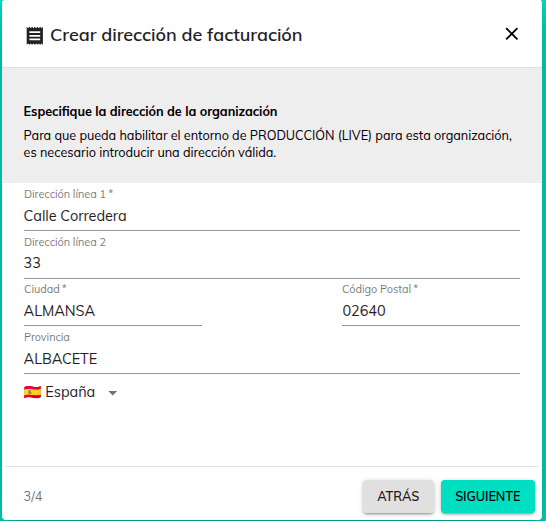 Crear dirección de facturación
Especifique la dirección de la organización
Para que pueda habilitar el entorno de PRODUCCIÓN (LIVE) para esta organización,
es necesario introducir una dirección válida.
Dirección línea 1 *
Calle Corredera
Dirección línea 2
33
Ciudad * Código Postal *
ALMANSA 02640
Provincia
ALBACETE
España
3/4 ATRÁS SIGUIENTE